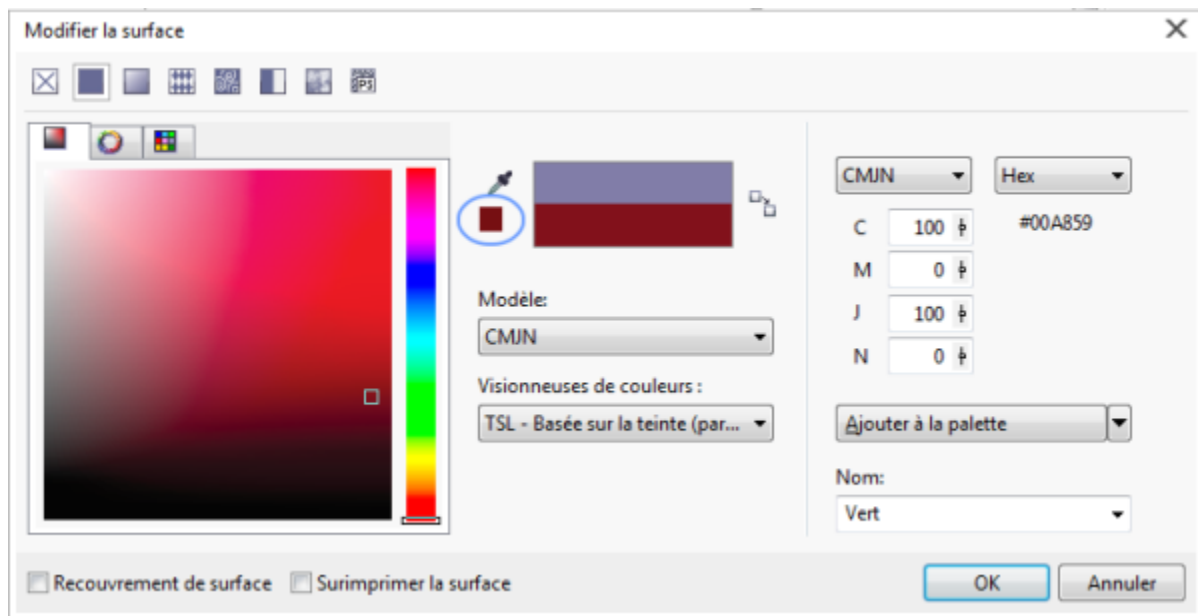 Modifier la surface
PS
CMJN
Hex
C 100
#00A859
M 0
J 100
N 0
Modèle:
CMJN
Visionneuses de couleurs :
TSL - Basée sur la teinte (par...
Ajouter à la palette
Nom:
Vert
Recouvrement de surface
Surimprimer la surface
OK
Annuler